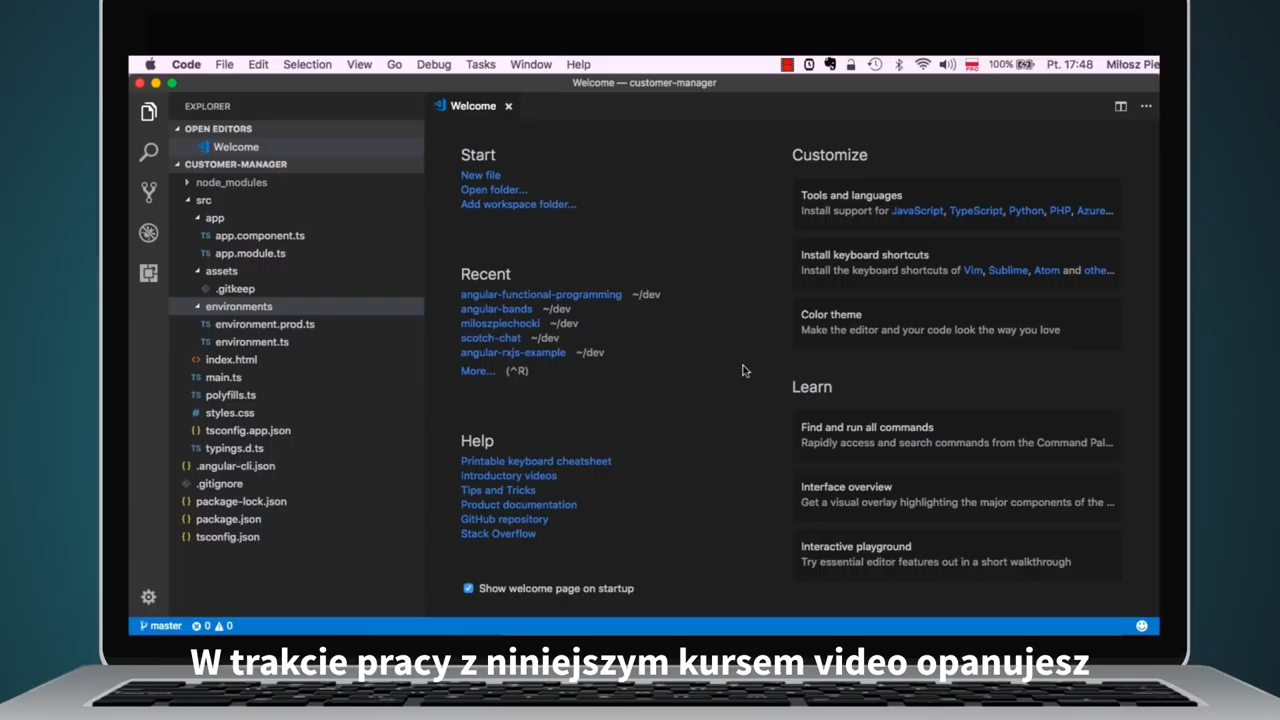 Code File Edit Selection View Go Debug Tasks Window Help 100% Pt. 17:48 Miłosz Pie
Welcome — customer-manager
EXPLORER
OPEN EDITORS
Welcome
CUSTOMER-MANAGER
node_modules
src
app
TS app.component.ts
TS app.module.ts
assets
.gitkeep
environments
TS environment.prod.ts
TS environment.ts
<> index.html
TS main.ts
TS polyfills.ts
# styles.css
{} tsconfig.app.json
TS typings.d.ts
{} .angular-cli.json
.gitignore
{} package-lock.json
{} package.json
{} tsconfig.json
master 0 0
Welcome
Start
New file
Open folder...
Add workspace folder...
Recent
angular-functional-programming ~/dev
angular-bands ~/dev
miloszpiechocki ~/dev
scotch-chat ~/dev
angular-rxjs-example ~/dev
More... (^R)
Help
Printable keyboard cheatsheet
Introductory videos
Tips and Tricks
Product documentation
GitHub repository
Stack Overflow
Show welcome page on startup
Customize
Tools and languages
Install support for JavaScript, TypeScript, Python, PHP, Azure...
Install keyboard shortcuts
Install the keyboard shortcuts of Vim, Sublime, Atom and othe...
Color theme
Make the editor and your code look the way you love
Learn
Find and run all commands
Rapidly access and search commands from the Command Pal...
Interface overview
Get a visual overlay highlighting the major components of the ...
Interactive playground
Try essential editor features out in a short walkthrough
W trakcie pracy z niniejszym kursem video opanujesz